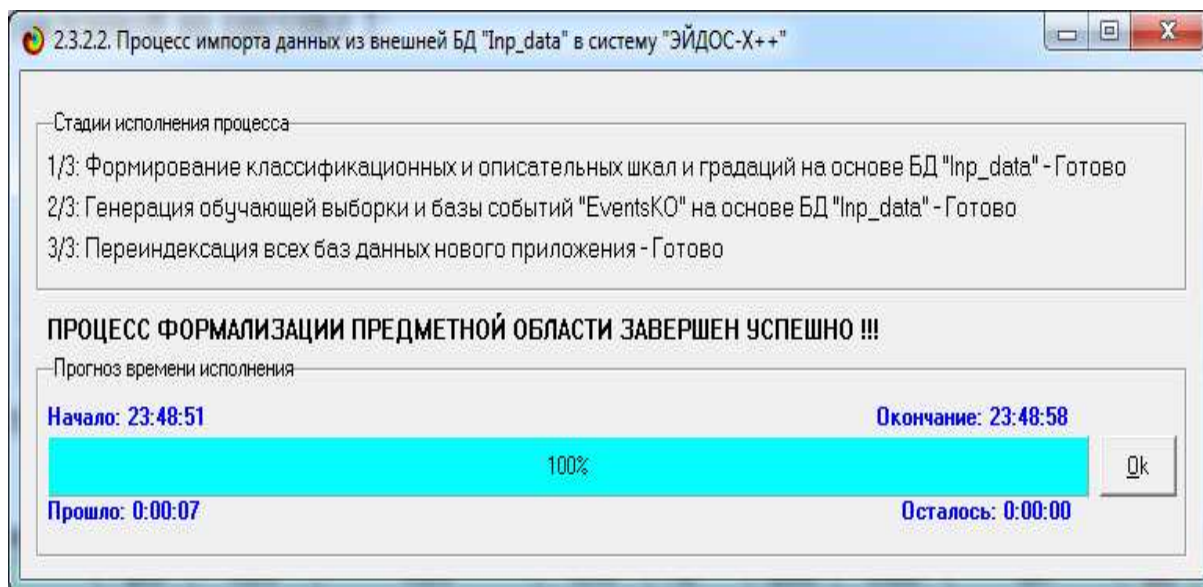 2.3.2.2. Процесс импорта данных из внешней БД "Inp_data" в систему "ЭЙДОС-X++"
Стадии исполнения процесса
1/3: Формирование классификационных и описательных шкал и градаций на основе БД "Inp_data" - Готово
2/3: Генерация обучающей выборки и базы событий "EventsKO" на основе БД "Inp_data" - Готово
3/3: Переиндексация всех баз данных нового приложения - Готово
ПРОЦЕСС ФОРМАЛИЗАЦИИ ПРЕДМЕТНОЙ ОБЛАСТИ ЗАВЕРШЕН УСПЕШНО !!!
Прогноз времени исполнения
Начало: 23:48:51 Окончание: 23:48:58
100% Ok
Прошло: 0:00:07 Осталось: 0:00:00